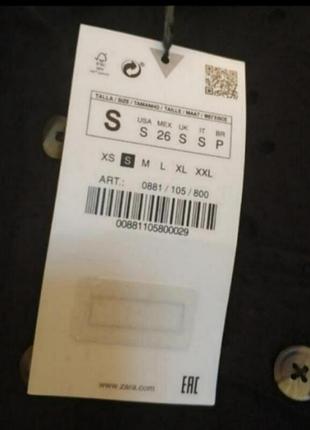 TALLA / SIZE / TAMANHO / TAILLE / MAAT / BEDEN
S
USA MEX UK IT BR
S 26 S S P
XS S M L XL XXL
ART.: 0881 / 105 / 800
00881105800029
www.zara.com
EAC